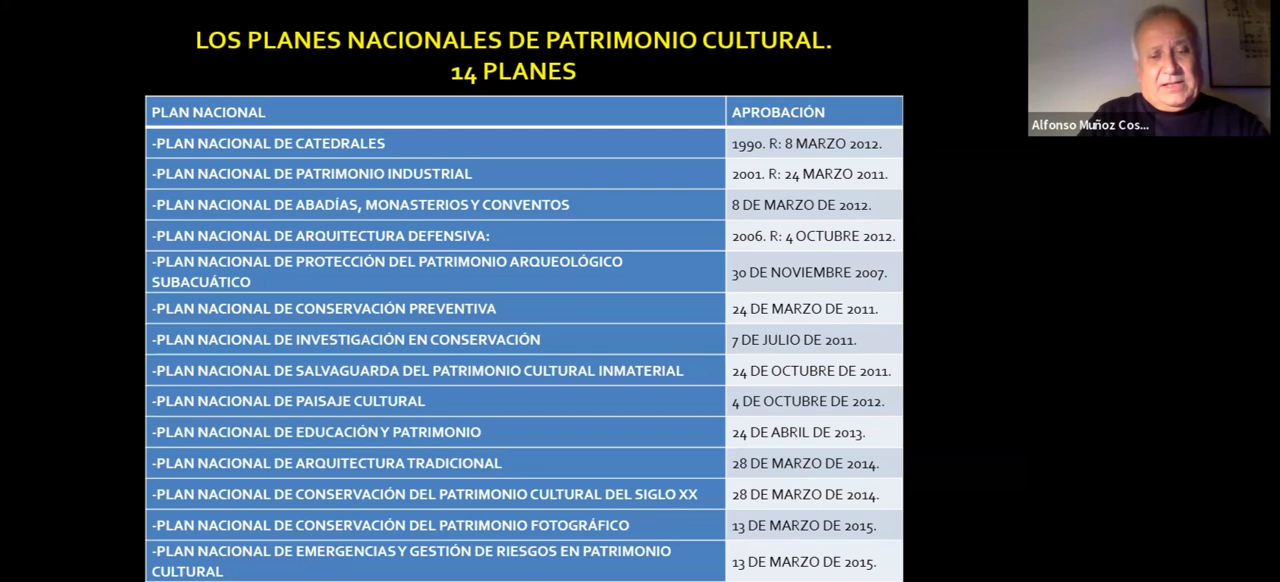 LOS PLANES NACIONALES DE PATRIMONIO CULTURAL.
14 PLANES
PLAN NACIONAL APROBACIÓN
-PLAN NACIONAL DE CATEDRALES 1990. R: 8 MARZO 2012.
-PLAN NACIONAL DE PATRIMONIO INDUSTRIAL 2001. R: 24 MARZO 2011.
-PLAN NACIONAL DE ABADÍAS, MONASTERIOS Y CONVENTOS 8 DE MARZO DE 2012.
-PLAN NACIONAL DE ARQUITECTURA DEFENSIVA: 2006. R: 4 OCTUBRE 2012.
-PLAN NACIONAL DE PROTECCIÓN DEL PATRIMONIO ARQUEOLÓGICO
SUBACUÁTICO 30 DE NOVIEMBRE 2007.
-PLAN NACIONAL DE CONSERVACIÓN PREVENTIVA 24 DE MARZO DE 2011.
-PLAN NACIONAL DE INVESTIGACIÓN EN CONSERVACIÓN 7 DE JULIO DE 2011.
-PLAN NACIONAL DE SALVAGUARDA DEL PATRIMONIO CULTURAL INMATERIAL 24 DE OCTUBRE DE 2011.
-PLAN NACIONAL DE PAISAJE CULTURAL 4 DE OCTUBRE DE 2012.
-PLAN NACIONAL DE EDUCACIÓN Y PATRIMONIO 24 DE ABRIL DE 2013.
-PLAN NACIONAL DE ARQUITECTURA TRADICIONAL 28 DE MARZO DE 2014.
-PLAN NACIONAL DE CONSERVACIÓN DEL PATRIMONIO CULTURAL DEL SIGLO XX 28 DE MARZO DE 2014.
-PLAN NACIONAL DE CONSERVACIÓN DEL PATRIMONIO FOTOGRÁFICO 13 DE MARZO DE 2015.
-PLAN NACIONAL DE EMERGENCIAS Y GESTIÓN DE RIESGOS EN PATRIMONIO
CULTURAL 13 DE MARZO DE 2015.
Alfonso Muñoz Cos...